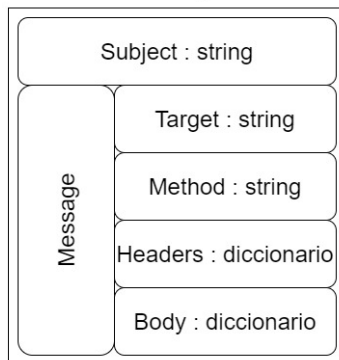 Subject : string
Message
Target : string
Method : string
Headers : diccionario
Body : diccionario